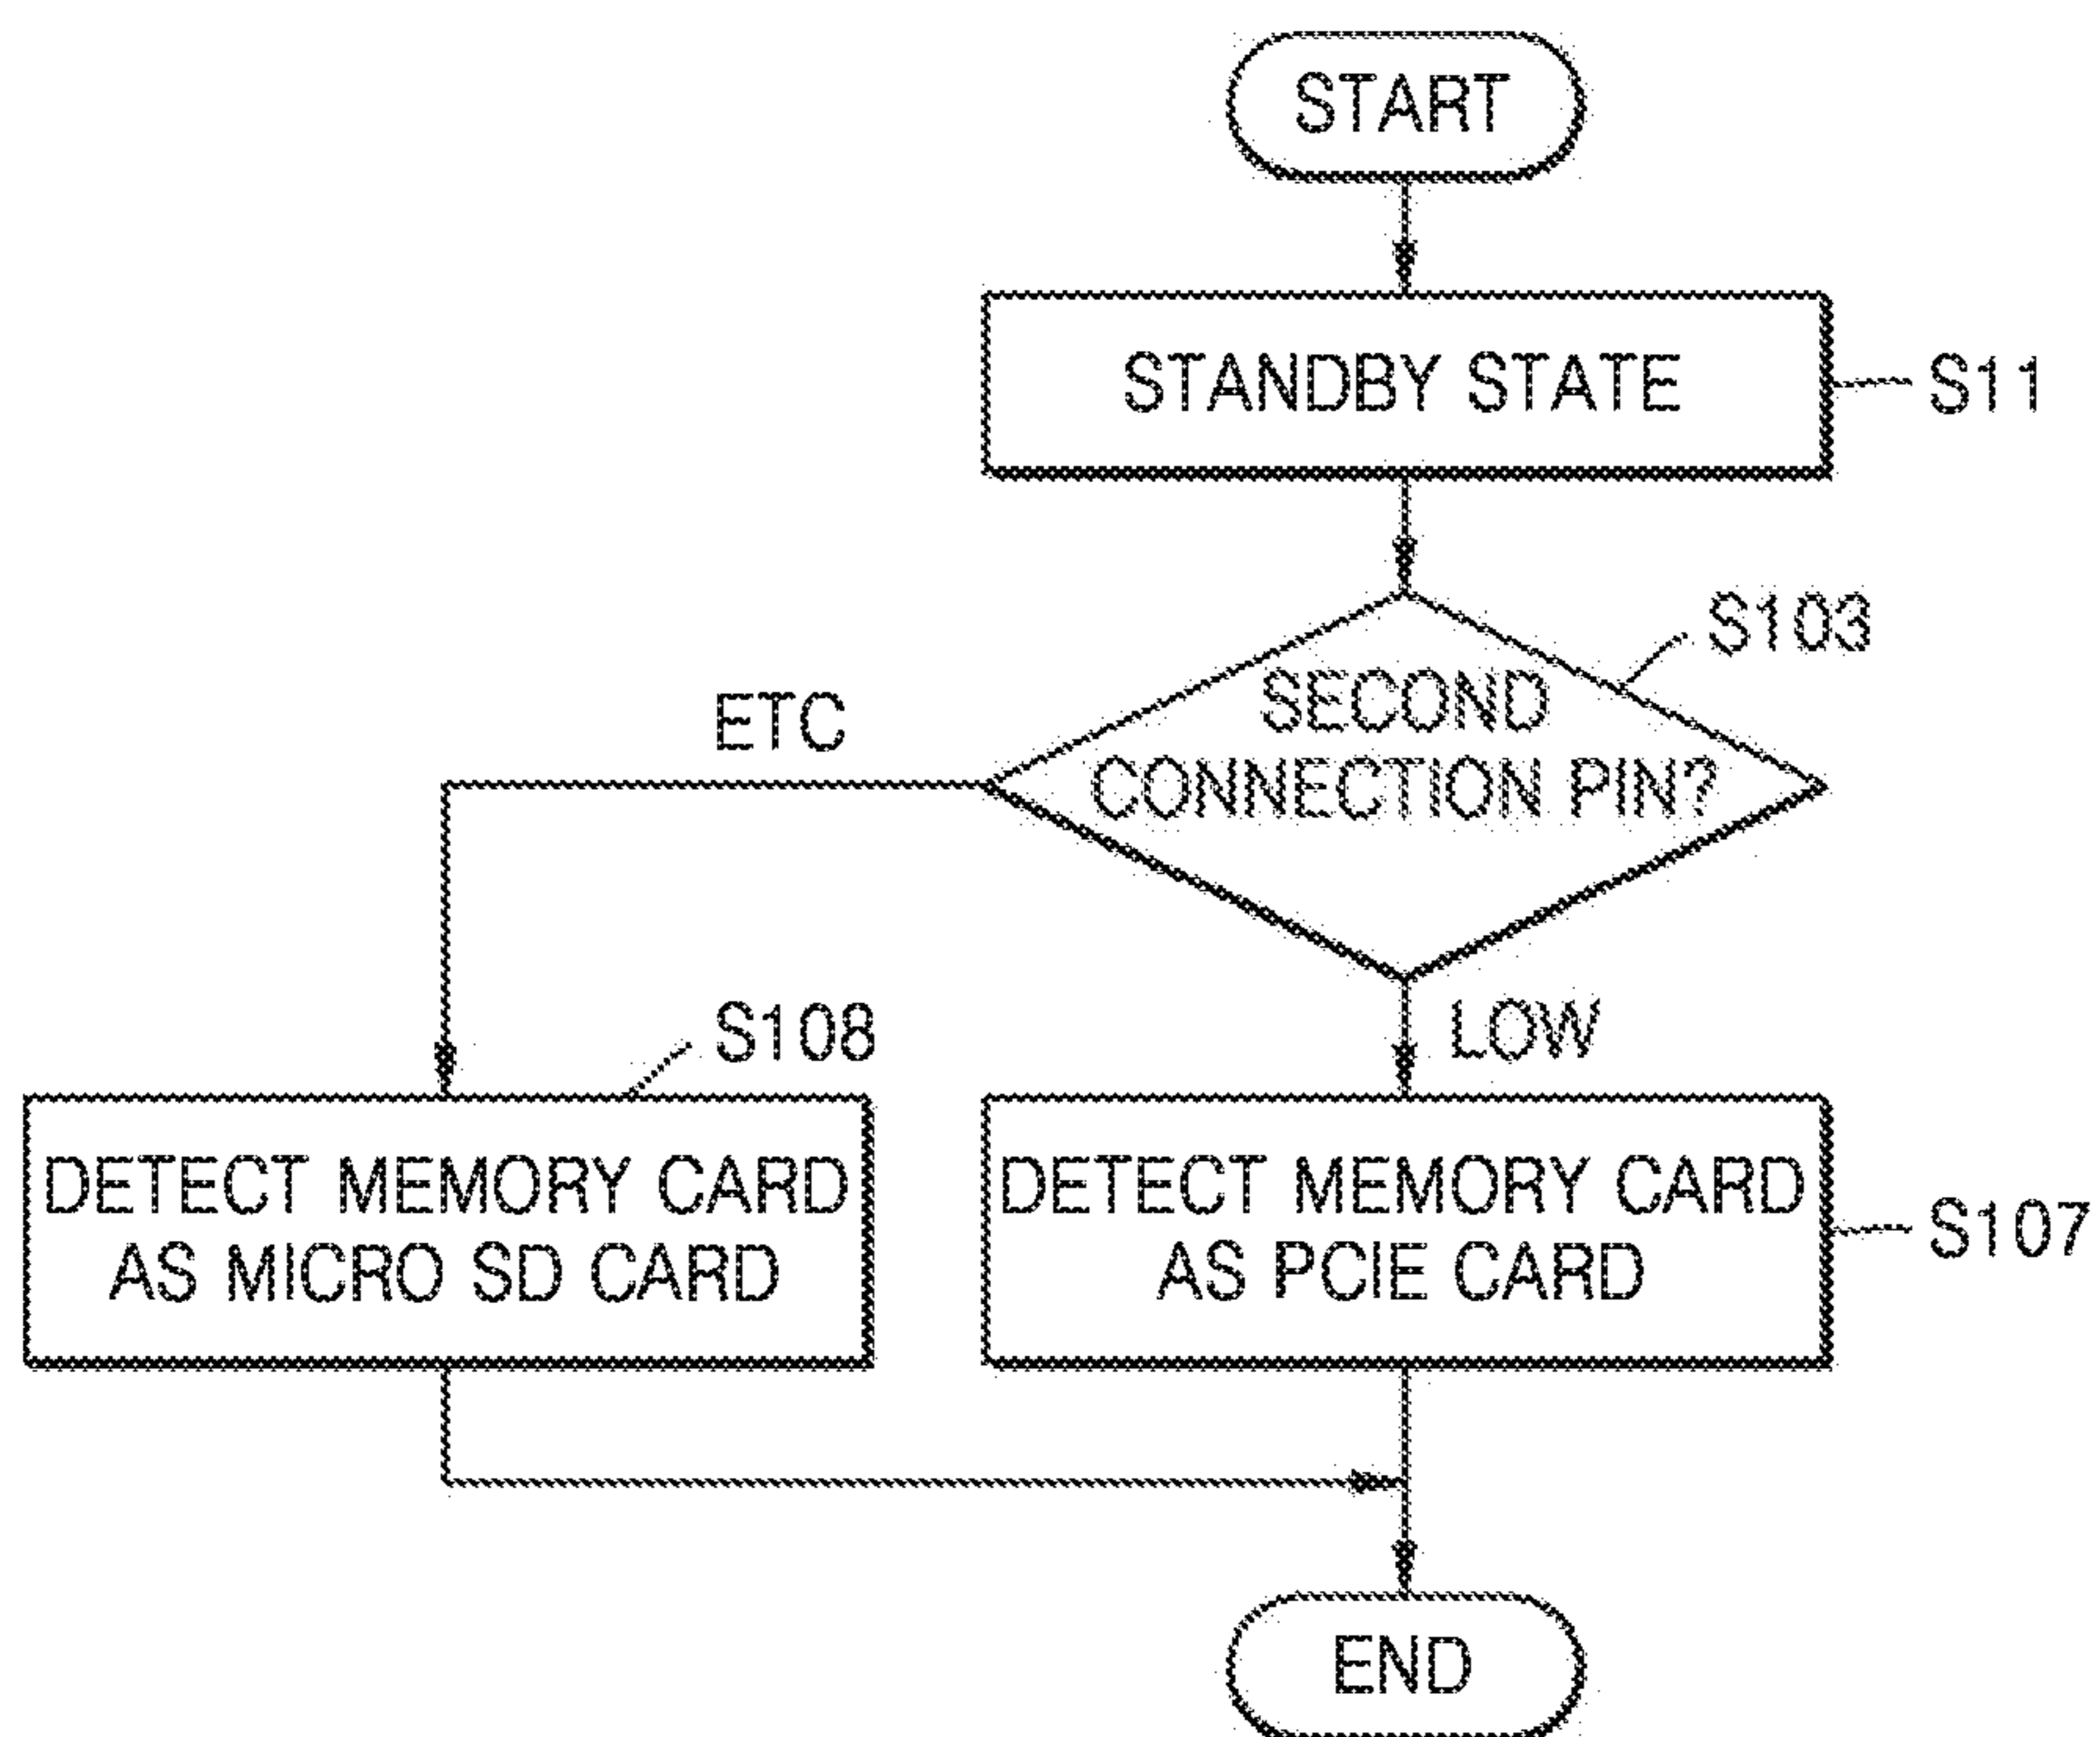 START
STANDBY STATE
S11
S103
SECOND
CONNECTION PIN?
ETC
LOW
S108
DETECT MEMORY CARD
AS MICRO SD CARD
DETECT MEMORY CARD
AS PCIE CARD
S107
END